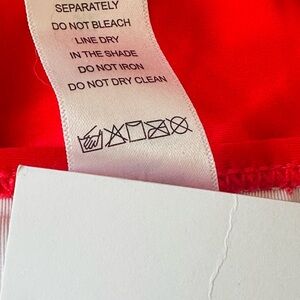 SEPARATELY
DO NOT BLEACH
LINE DRY
IN THE SHADE
DO NOT IRON
DO NOT DRY CLEAN